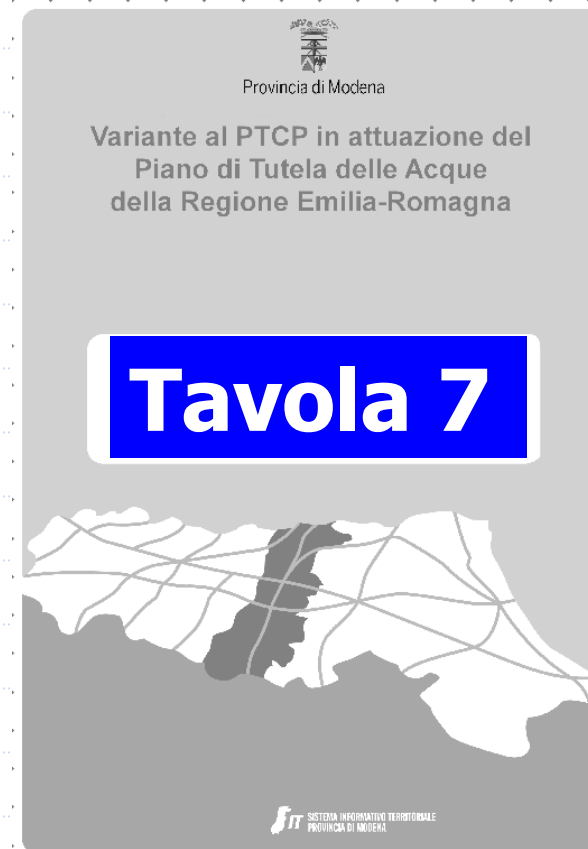 Provincia di Modena
Variante al PTCP in attuazione del
Piano di Tutela delle Acque
della Regione Emilia-Romagna
Tavola 7
SISTEMA INFORMATIVO TERRITORIALE
PROVINCIA DI MODENA